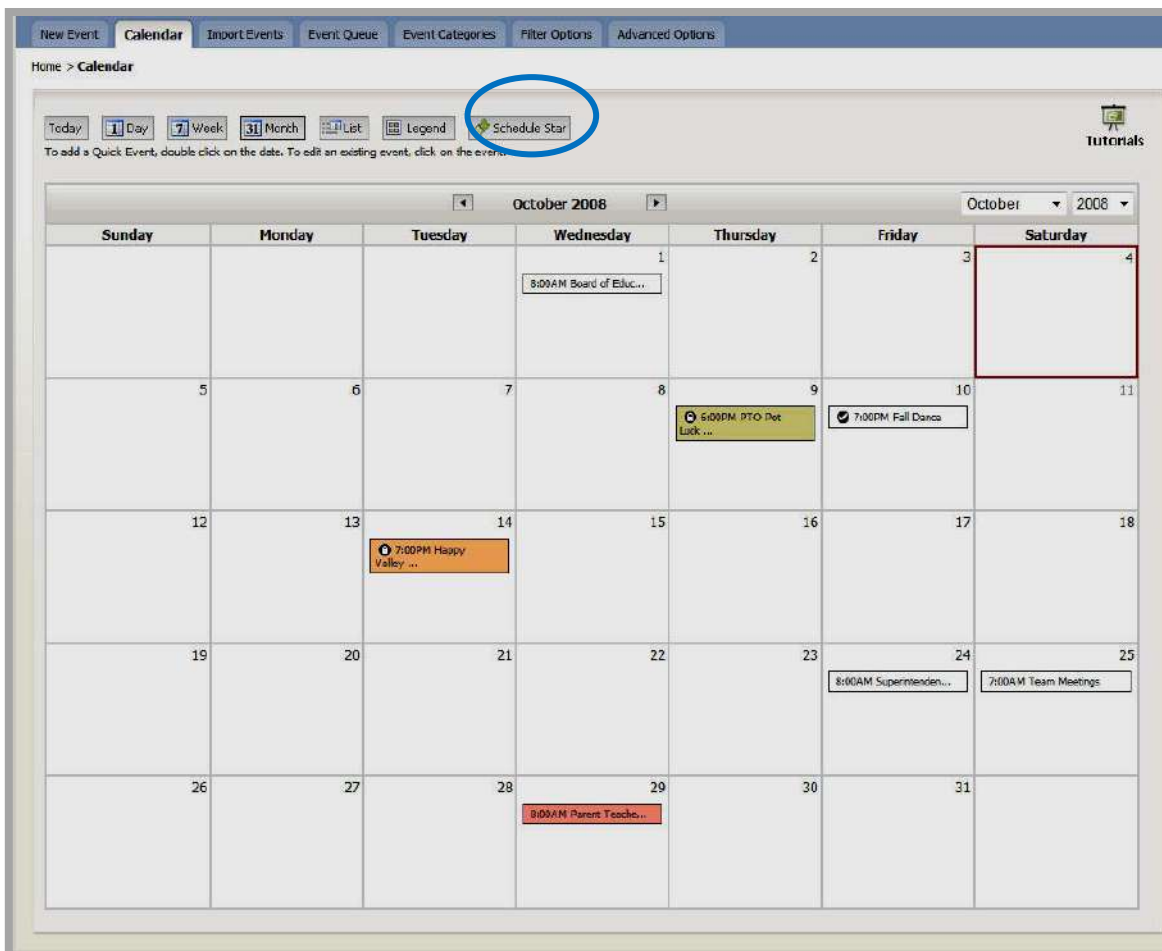 New Event Calendar Import Events Event Queue Event Categories Filter Options Advanced Options
Home > Calendar
Today 1 Day 7 Week 31 Month List Legend Schedule Star
Tutorials
To add a Quick Event, double click on the date. To edit an existing event, click on the event.
October 2008 October 2008
Sunday Monday Tuesday Wednesday Thursday Friday Saturday
1 2 3 4
8:00AM Board of Educ...
5 6 7 8 9 10 11
6:00PM PTO Pot
Luck ...
7:00PM Fall Dance
12 13 14 15 16 17 18
7:00PM Happy
Valley ...
19 20 21 22 23 24 25
8:00AM Superintenden... 7:00AM Team Meetings
26 27 28 29 30 31
8:00AM Parent Teache...